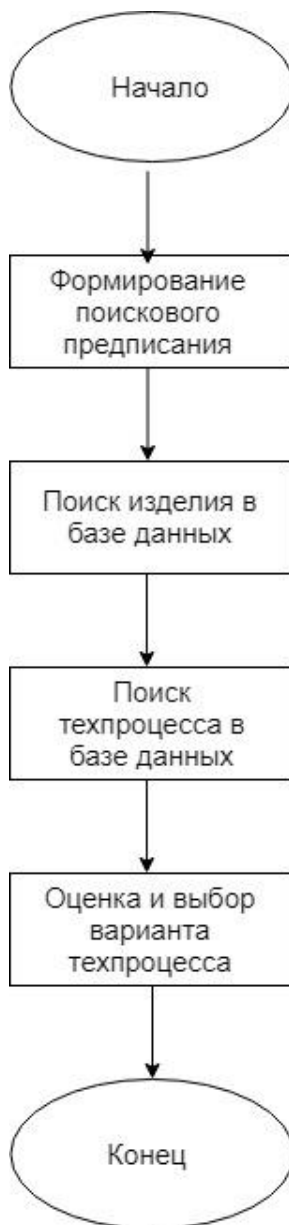 Начало
Формирование
поискового
предписания
Поиск изделия в
базе данных
Поиск
техпроцесса в
базе данных
Оценка и выбор
варианта
техпроцесса
Конец